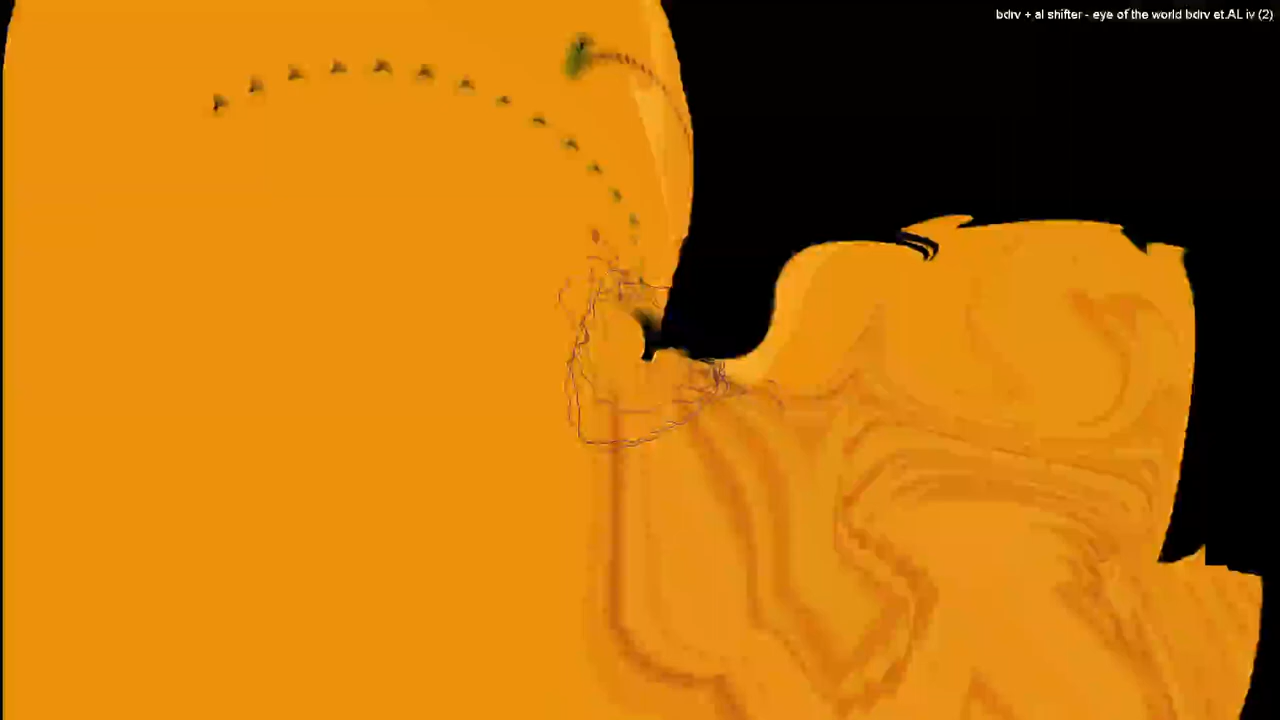 bdrv + al shifter - eye of the world bdrv et.AL iv (2)